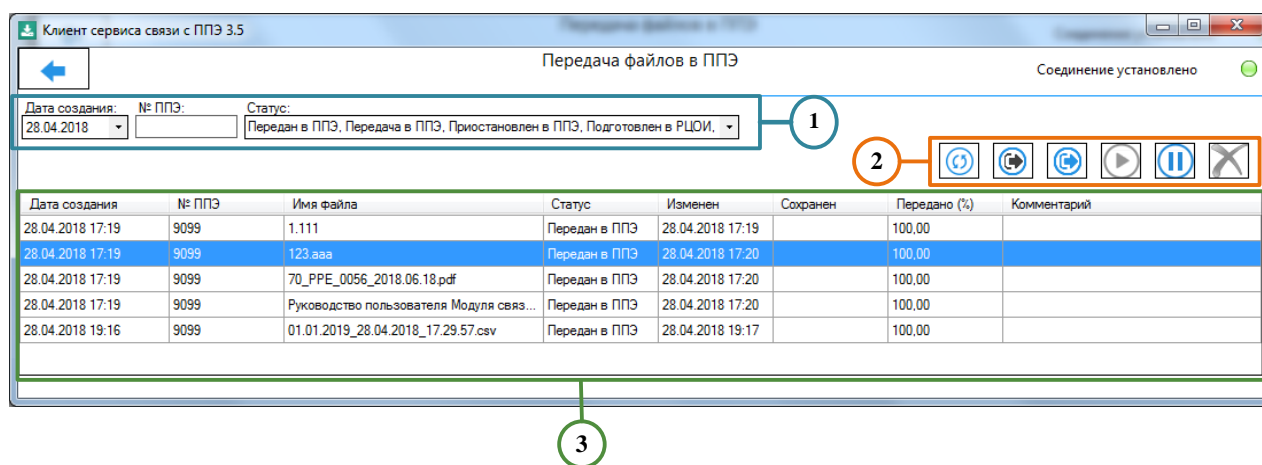 Клиент сервиса связи с ППЭ 3.5
Передача файлов в ППЭ
Соединение установлено
Дата создания: № ППЭ: Статус:
28.04.2018 Передан в ППЭ, Передача в ППЭ, Приостановлен в ППЭ, Подготовлен в РЦОИ,
1
2
Дата создания № ППЭ Имя файла Статус Изменен Сохранен Передано (%) Комментарий
28.04.2018 17:19 9099 1.111 Передан в ППЭ 28.04.2018 17:19 100,00
28.04.2018 17:19 9099 123.aaa Передан в ППЭ 28.04.2018 17:20 100,00
28.04.2018 17:19 9099 70_PPE_0056_2018.06.18.pdf Передан в ППЭ 28.04.2018 17:20 100,00
28.04.2018 17:19 9099 Руководство пользователя Модуля связ... Передан в ППЭ 28.04.2018 17:20 100,00
28.04.2018 19:16 9099 01.01.2019_28.04.2018_17.29.57.csv Передан в ППЭ 28.04.2018 19:17 100,00
3